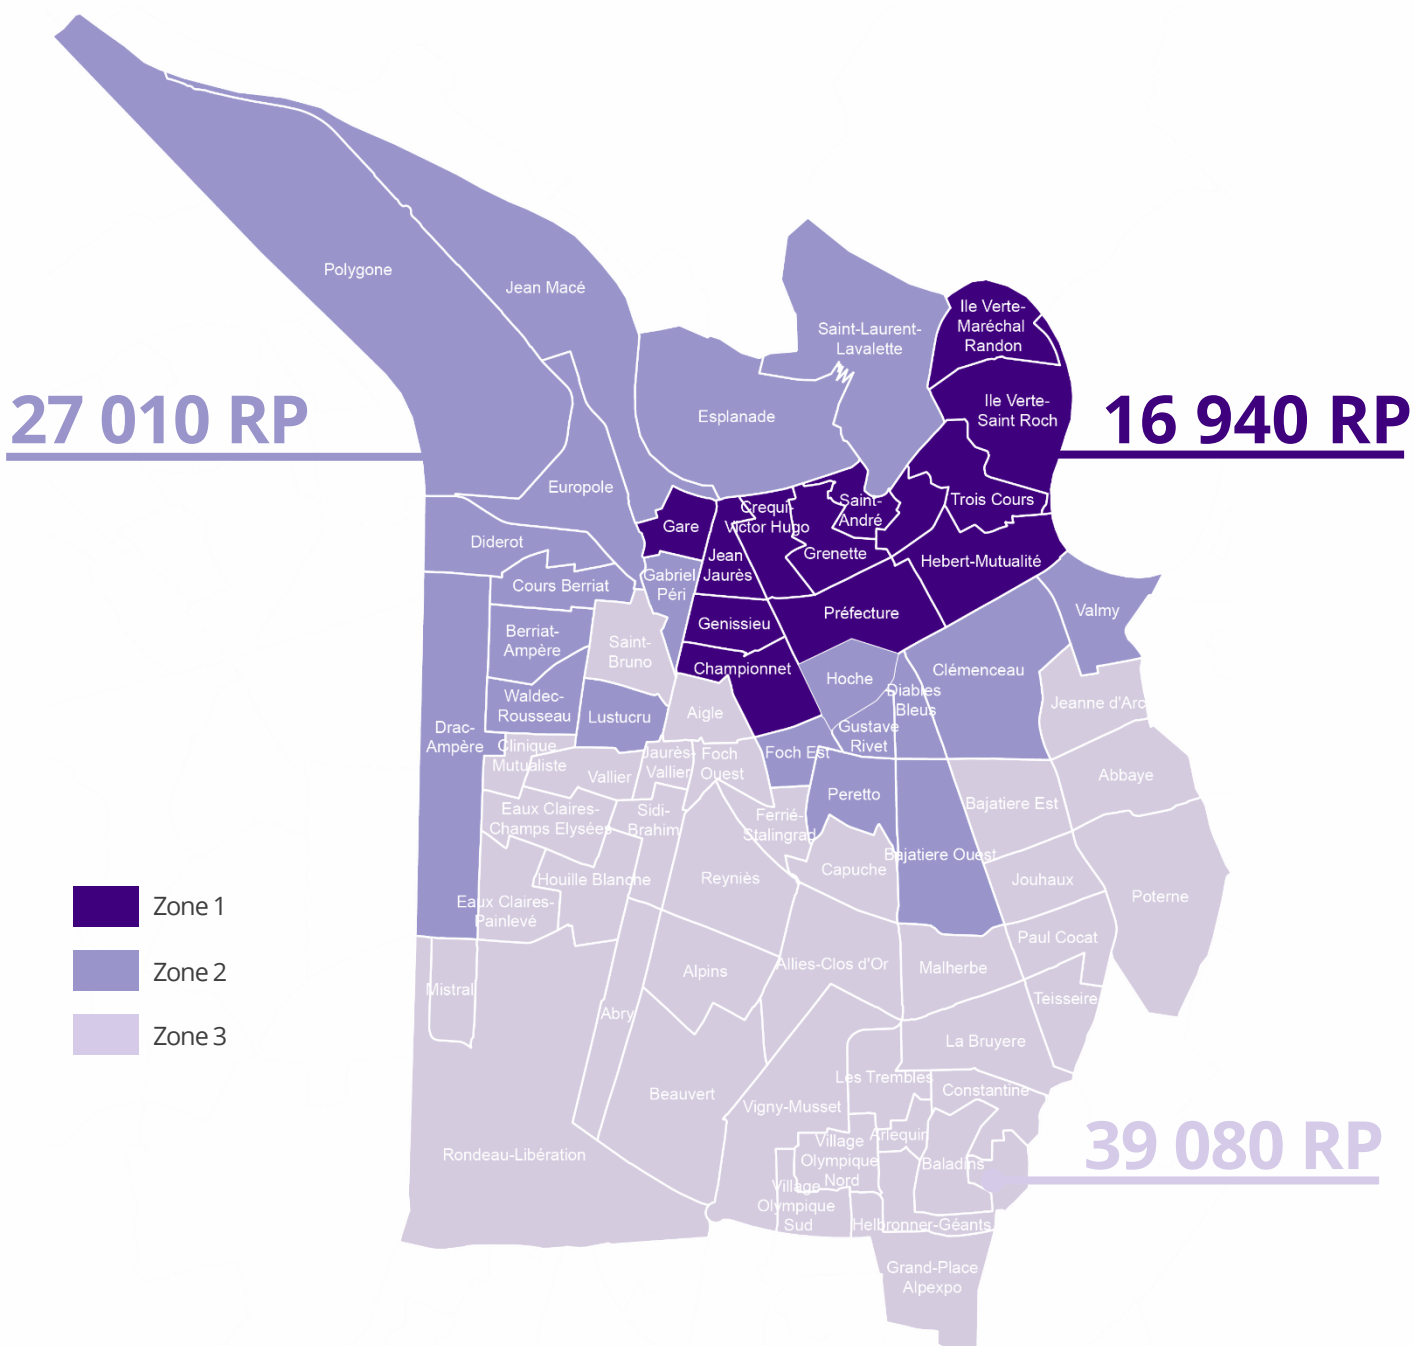 Polygone
Jean Macé
Ile Verte-
Maréchal
Randon
Saint-Laurent-
Lavalette
27 010 RP
16 940 RP
Ile Verte-
Saint Roch
Esplanade
Europole
Trois Cours
Gare
Crequi-
Victor Hugo
Saint-
André
Diderot
Jean
Jaurès
Grenette
Hebert-Mutualité
Cours Berriat
Gabriel
Péri
Préfecture
Valmy
Genissieu
Berriat-
Ampère
Saint-
Bruno
Championnet
Hoche
Clémenceau
Diables
Bleus
Jeanne d'Arc
Waldec-
Rousseau
Lustucru
Aigle
Gustave
Rivet
Drac-
Ampère
Clinique
Mutualiste
Vallier
Jaurès-
Vallier
Foch
Ouest
Foch Est
Abbaye
Peretto
Bajatiere Est
Eaux Claires-
Champs Elysées
Sidi-
Brahim
Ferrié-
Stalingrad
Bajatiere Ouest
Capuche
Houille Blanche
Reyniès
Jouhaux
Poterne
Eaux Claires-
Painlevé
Zone 1
Zone 2
Zone 3
Paul Cocat
Mistral
Alpins
Allies-Clos d'Or
Malherbe
Teisseire
Abry
La Bruyere
Beauvert
Les Trembles
Constantine
Vigny-Musset
39 080 RP
Arlequin
Village
Olympique
Nord
Baladins
Rondeau-Libération
Village
Olympique
Sud
Helbronner-Géants
Grand-Place
Alpexpo